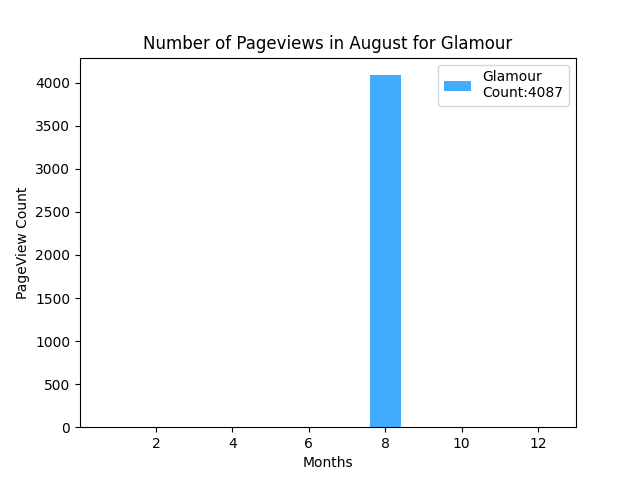 Number of Pageviews in August for Glamour
Glamour
Count:4087
PageView Count
4000
3500
3000
2500
2000
1500
1000
500
0
2 4 6 8 10 12
Months